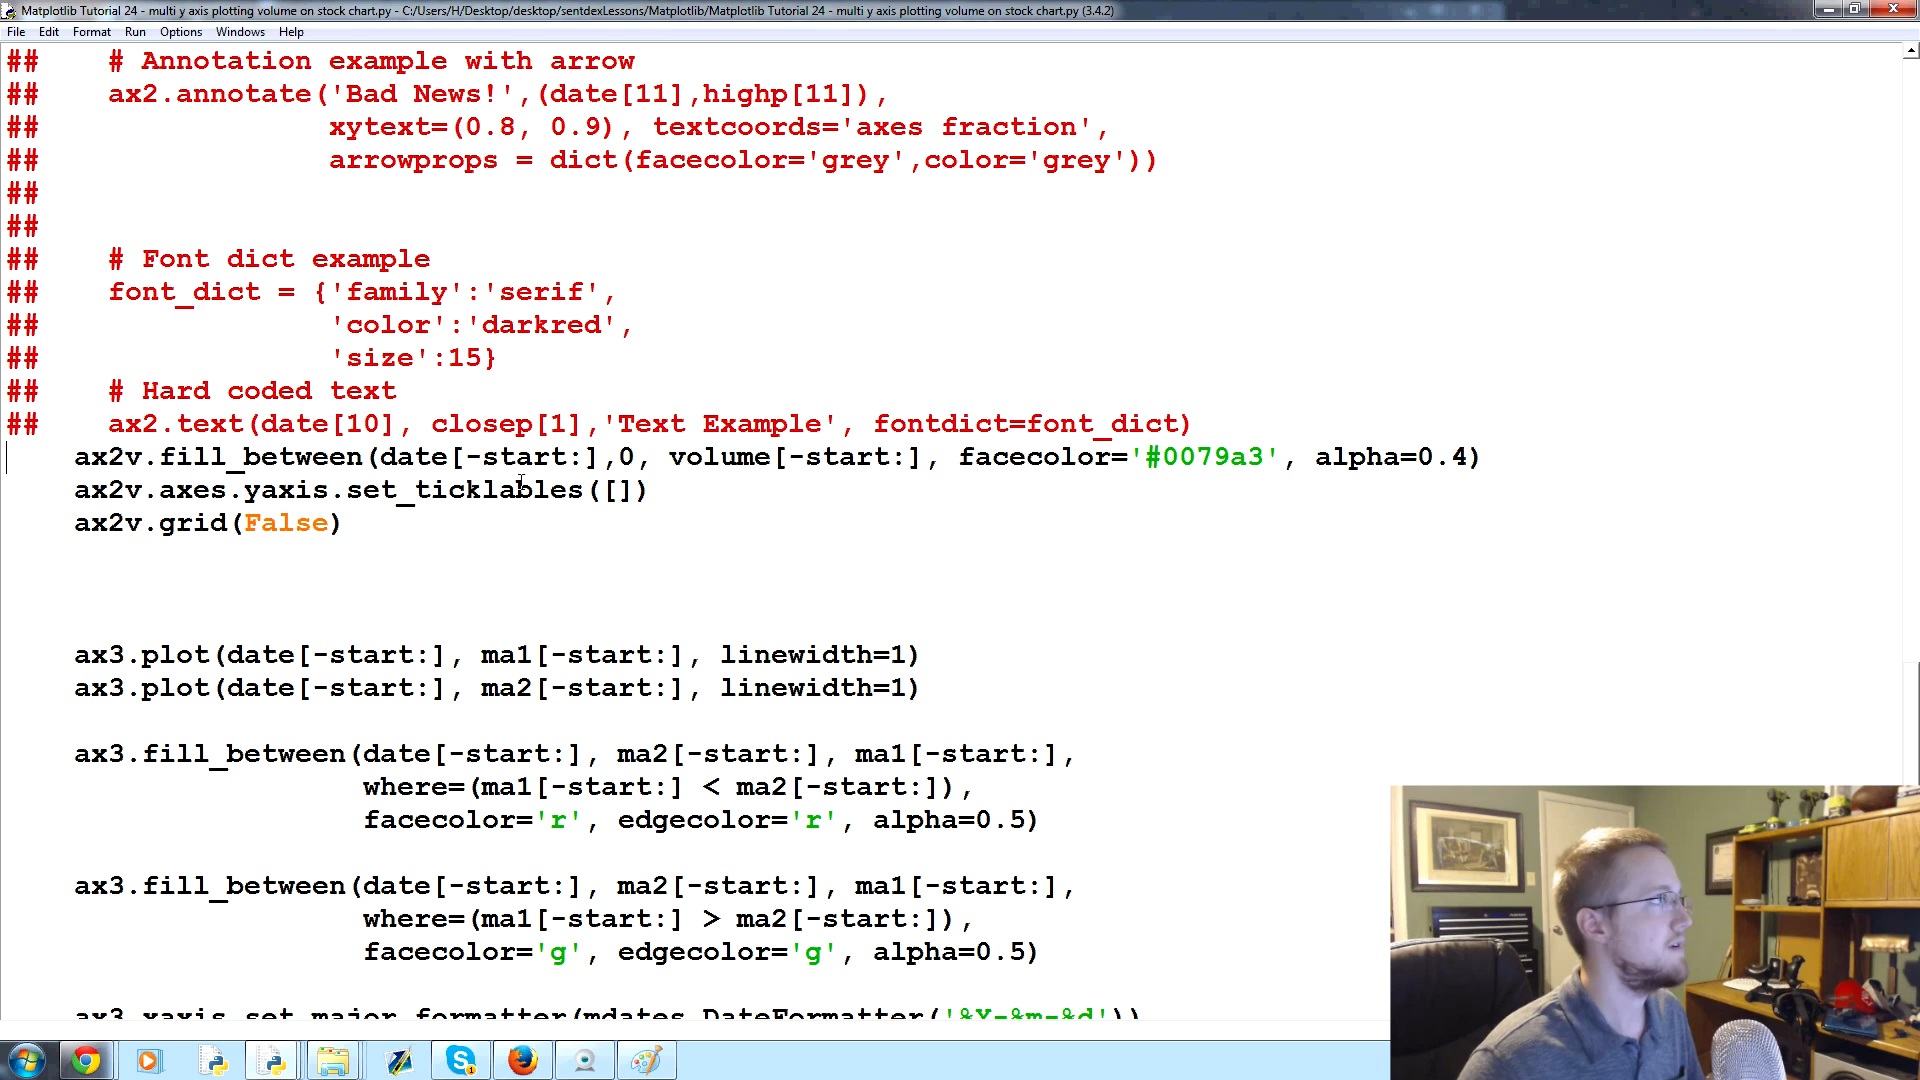 Matplotlib Tutorial 24 - multi y axis plotting volume on stock chart.py - C:/Users/H/Desktop/desktop/sentdexLessons/Matplotlib/Matplotlib Tutorial 24 - multi y axis plotting volume on stock chart.py (3.4.2)
File Edit Format Run Options Windows Help
##    # Annotation example with arrow
##    ax2.annotate('Bad News!',(date[11],highp[11]),
##                 xytext=(0.8, 0.9), textcoords='axes fraction',
##                 arrowprops = dict(facecolor='grey',color='grey'))
##
##
##    # Font dict example
##    font_dict = {'family':'serif',
##                 'color':'darkred',
##                 'size':15}
##    # Hard coded text
##    ax2.text(date[10], closep[1],'Text Example', fontdict=font_dict)
    ax2v.fill_between(date[-start:],0, volume[-start:], facecolor='#0079a3', alpha=0.4)
    ax2v.axes.yaxis.set_ticklables([])
    ax2v.grid(False)
    ax3.plot(date[-start:], ma1[-start:], linewidth=1)
    ax3.plot(date[-start:], ma2[-start:], linewidth=1)
    ax3.fill_between(date[-start:], ma2[-start:], ma1[-start:],
                     where=(ma1[-start:] < ma2[-start:]),
                     facecolor='r', edgecolor='r', alpha=0.5)
    ax3.fill_between(date[-start:], ma2[-start:], ma1[-start:],
                     where=(ma1[-start:] > ma2[-start:]),
                     facecolor='g', edgecolor='g', alpha=0.5)
    ax3.xaxis.set_major_formatter(mdates.DateFormatter('%Y-%m-%d'))